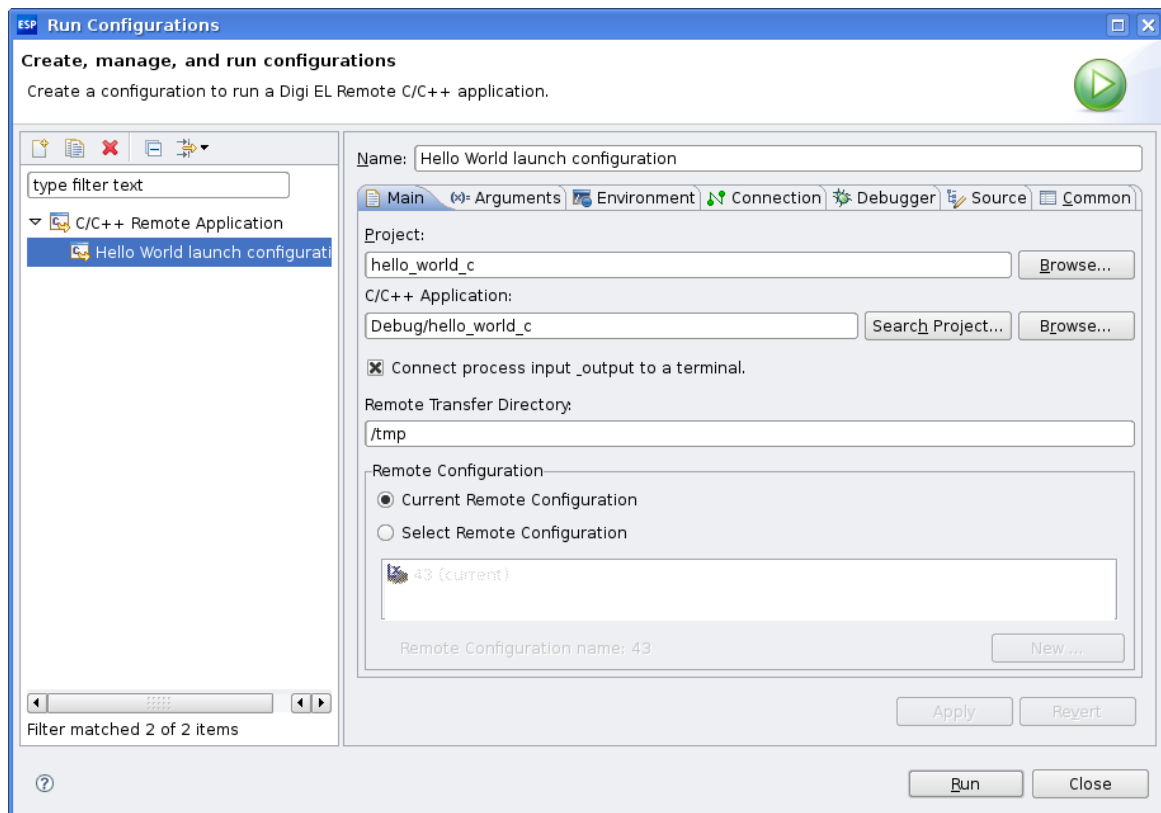 ESP Run Configurations
Create, manage, and run configurations
Create a configuration to run a Digi EL Remote C/C++ application.
type filter text
C/C++ Remote Application
Hello World launch configurati
Filter matched 2 of 2 items
Name: Hello World launch configuration
Main (x)= Arguments Environment Connection Debugger Source Common
Project:
hello_world_c Browse...
C/C++ Application:
Debug/hello_world_c Search Project... Browse...
Connect process input _output to a terminal.
Remote Transfer Directory:
/tmp
Remote Configuration
Current Remote Configuration
Select Remote Configuration
43 (current)
Remote Configuration name: 43 New ...
Apply Revert
? Run Close